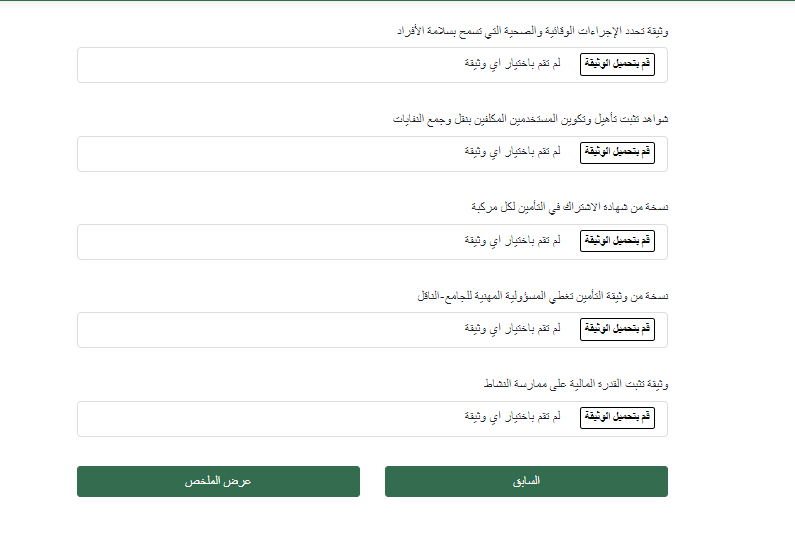 وثيقة تحدد الإجراءات الوقائية والصحية التي تسمح بسلامة الأفراد
قم بتحميل الوثيقة لم تقم باختيار اي وثيقة
شواهد تثبت تأهيل وتكوين المستخدمين المكلفين بنقل وجمع النفايات
قم بتحميل الوثيقة لم تقم باختيار اي وثيقة
نسخة من شهادة الاشتراك في التأمين لكل مركبة
قم بتحميل الوثيقة لم تقم باختيار اي وثيقة
نسخة من وثيقة التأمين تغطي المسؤولية المهنية للجامع-الناقل
قم بتحميل الوثيقة لم تقم باختيار اي وثيقة
وثيقة تثبت القدرة المالية على ممارسة النشاط
قم بتحميل الوثيقة لم تقم باختيار اي وثيقة
السابق عرض الملخص